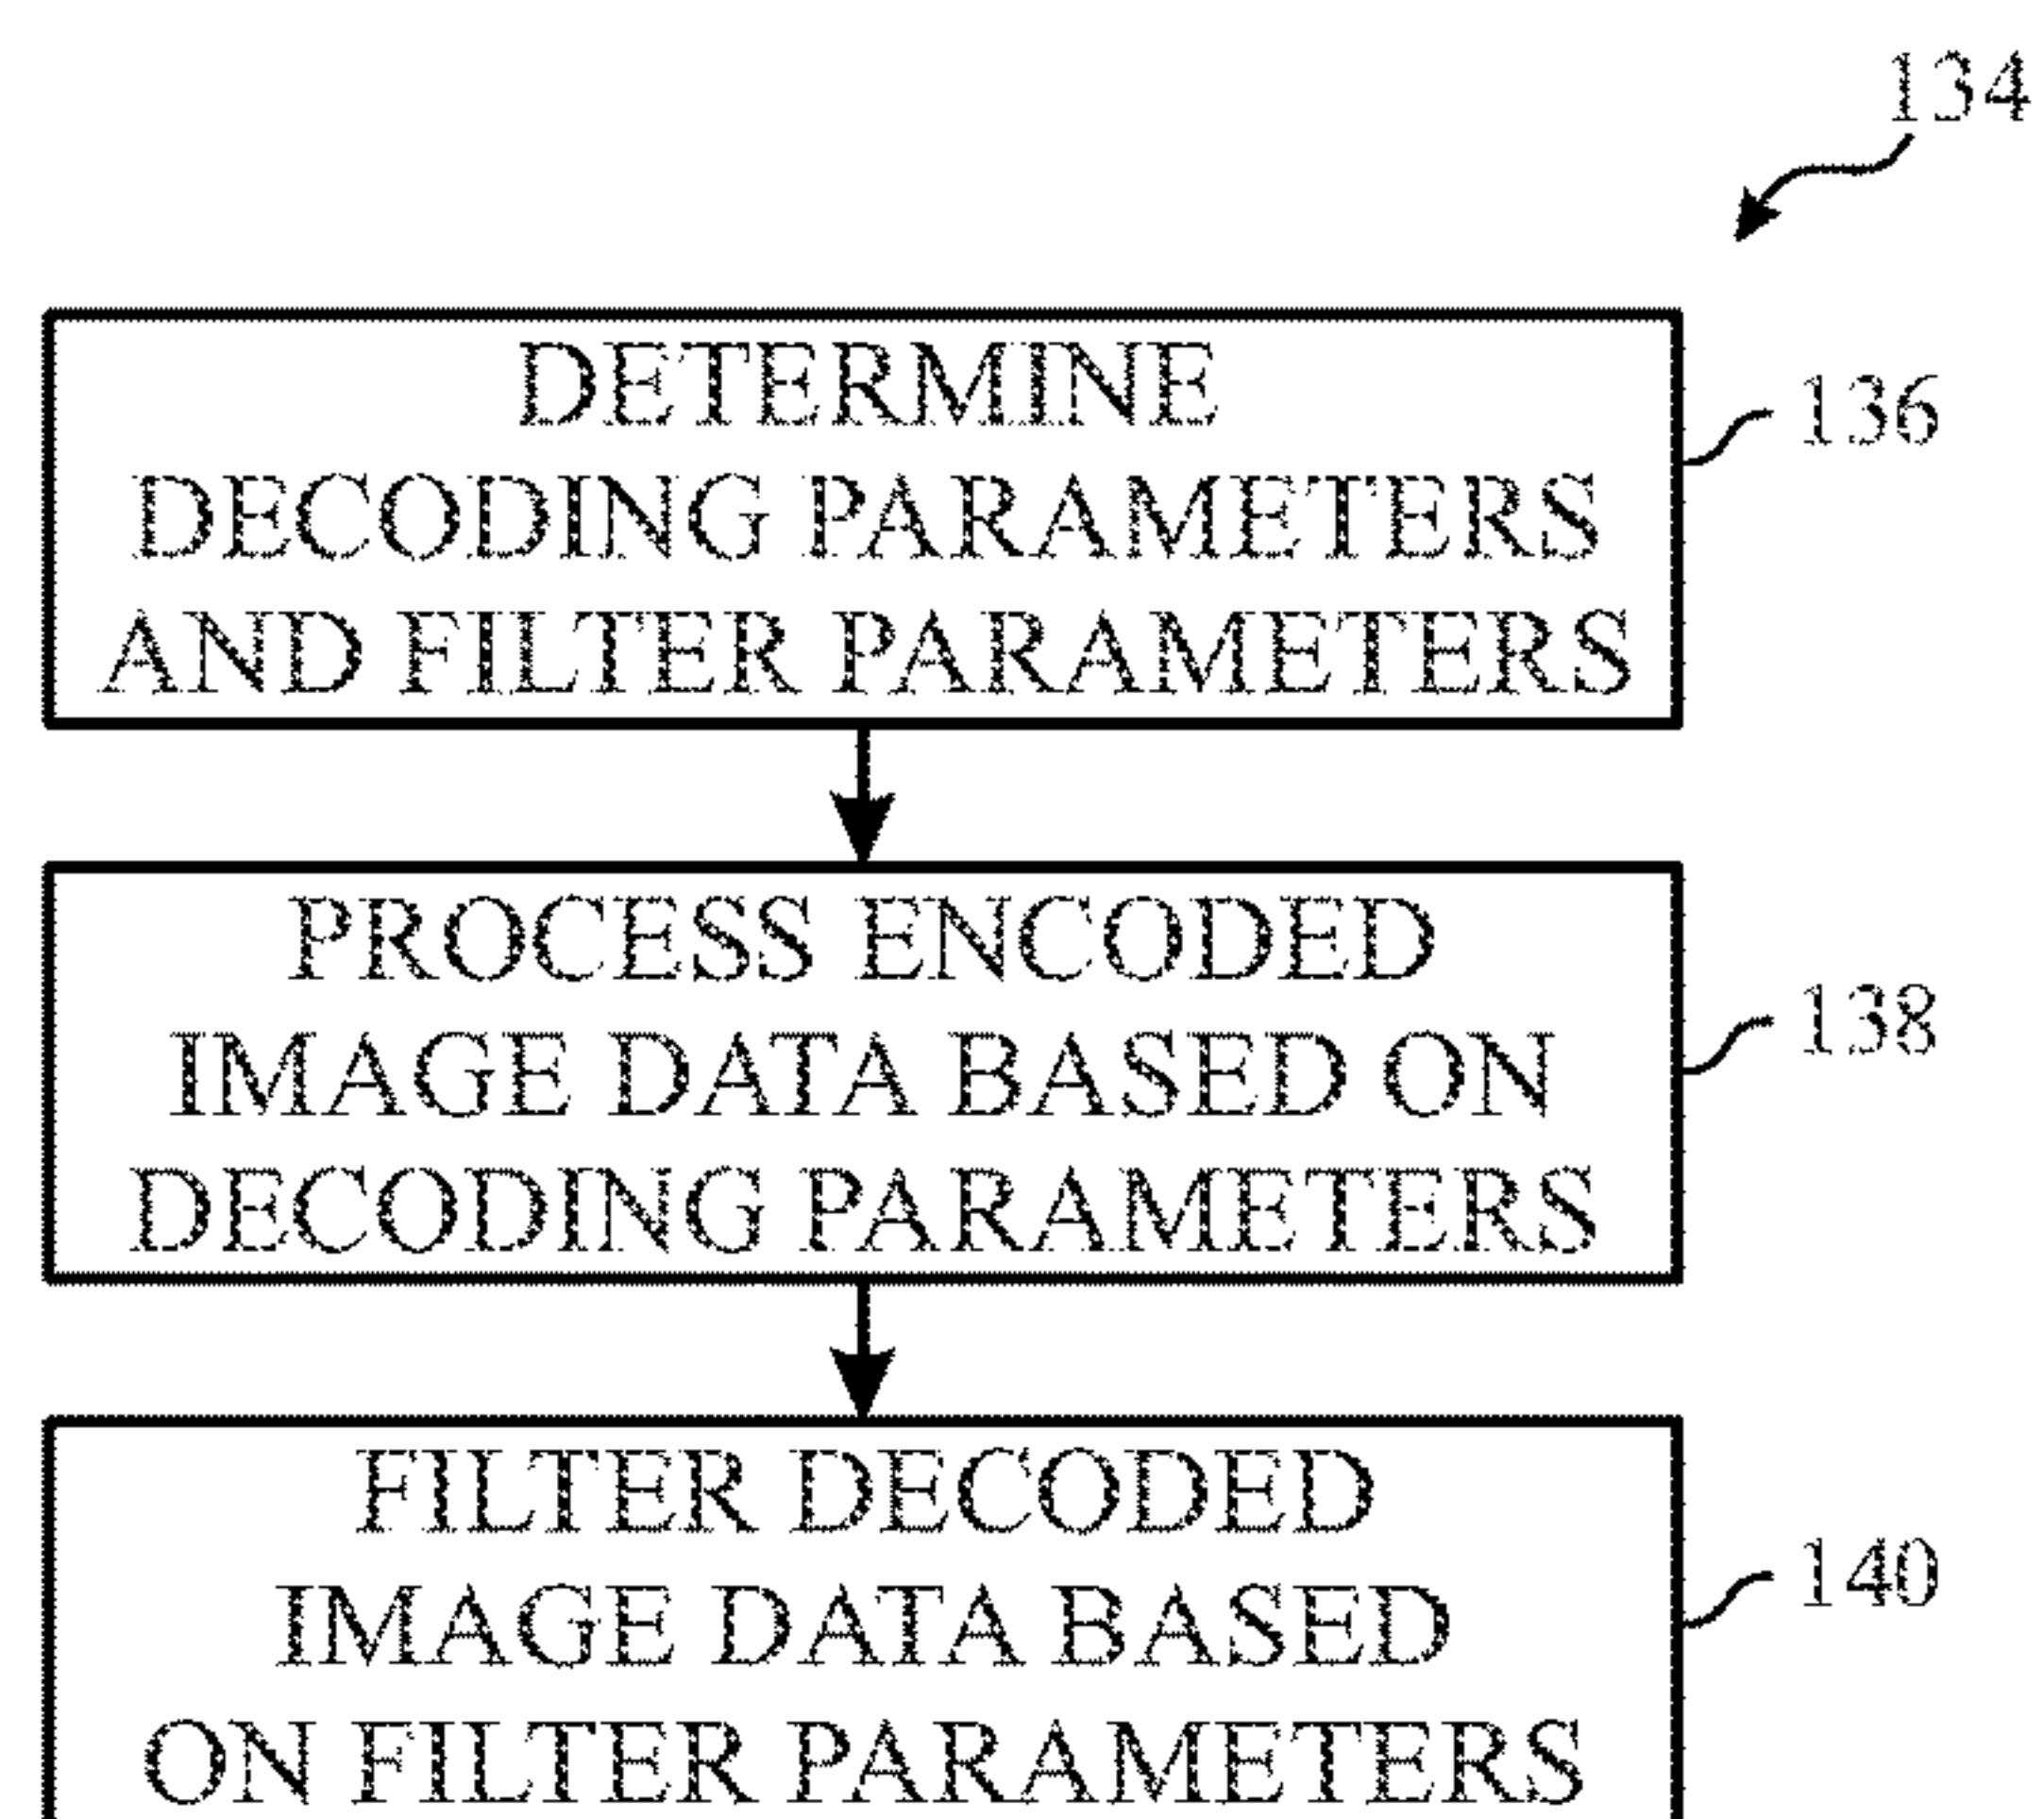 134
DETERMINE
DECODING PARAMETERS
AND FILTER PARAMETERS
136
PROCESS ENCODED
IMAGE DATA BASED ON
DECODING PARAMETERS
138
FILTER DECODED
IMAGE DATA BASED
ON FILTER PARAMETERS
140